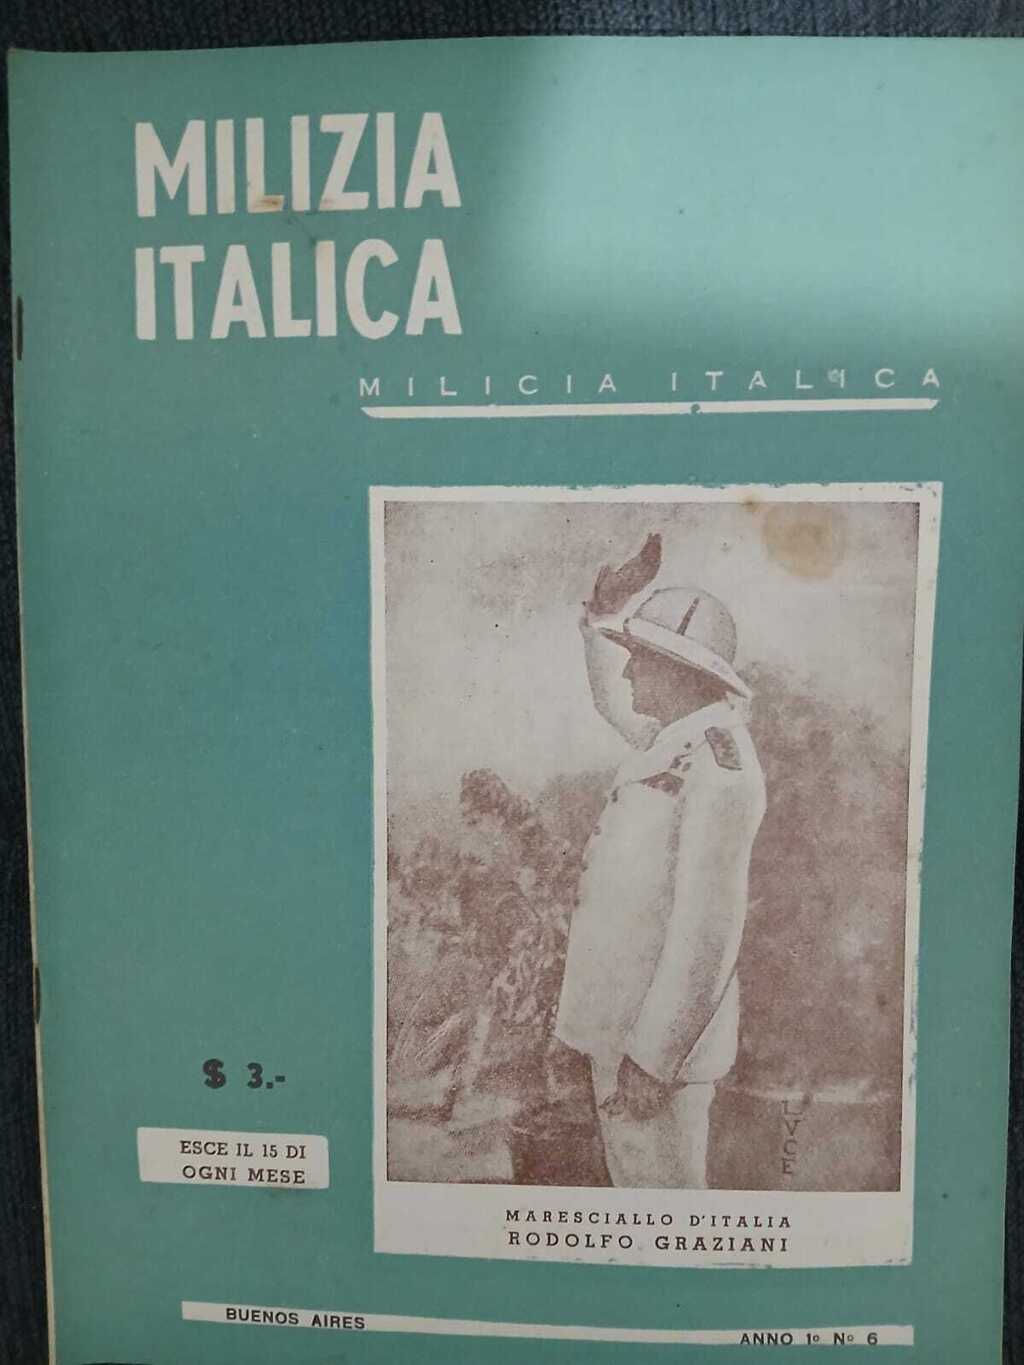 MILIZIA
ITALICA
MILICIA ITALICA
LVCE
MARESCIALLO D'ITALIA
RODOLFO GRAZIANI
$ 3.-
ESCE IL 15 DI
OGNI MESE
BUENOS AIRES
ANNO 1º Nº 6